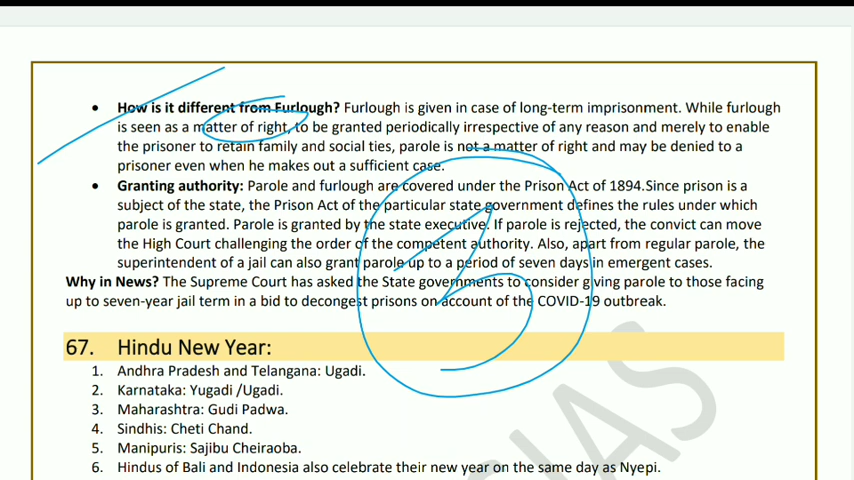 • How is it different from Furlough? Furlough is given in case of long-term imprisonment. While furlough
is seen as a matter of right, to be granted periodically irrespective of any reason and merely to enable
the prisoner to retain family and social ties, parole is not a matter of right and may be denied to a
prisoner even when he makes out a sufficient case.
• Granting authority: Parole and furlough are covered under the Prison Act of 1894.Since prison is a
subject of the state, the Prison Act of the particular state government defines the rules under which
parole is granted. Parole is granted by the state executive. If parole is rejected, the convict can move
the High Court challenging the order of the competent authority. Also, apart from regular parole, the
superintendent of a jail can also grant parole up to a period of seven days in emergent cases.
Why in News? The Supreme Court has asked the State governments to consider giving parole to those facing
up to seven-year jail term in a bid to decongest prisons on account of the COVID-19 outbreak.
67. Hindu New Year:
1. Andhra Pradesh and Telangana: Ugadi.
2. Karnataka: Yugadi /Ugadi.
3. Maharashtra: Gudi Padwa.
4. Sindhis: Cheti Chand.
5. Manipuris: Sajibu Cheiraoba.
6. Hindus of Bali and Indonesia also celebrate their new year on the same day as Nyepi.